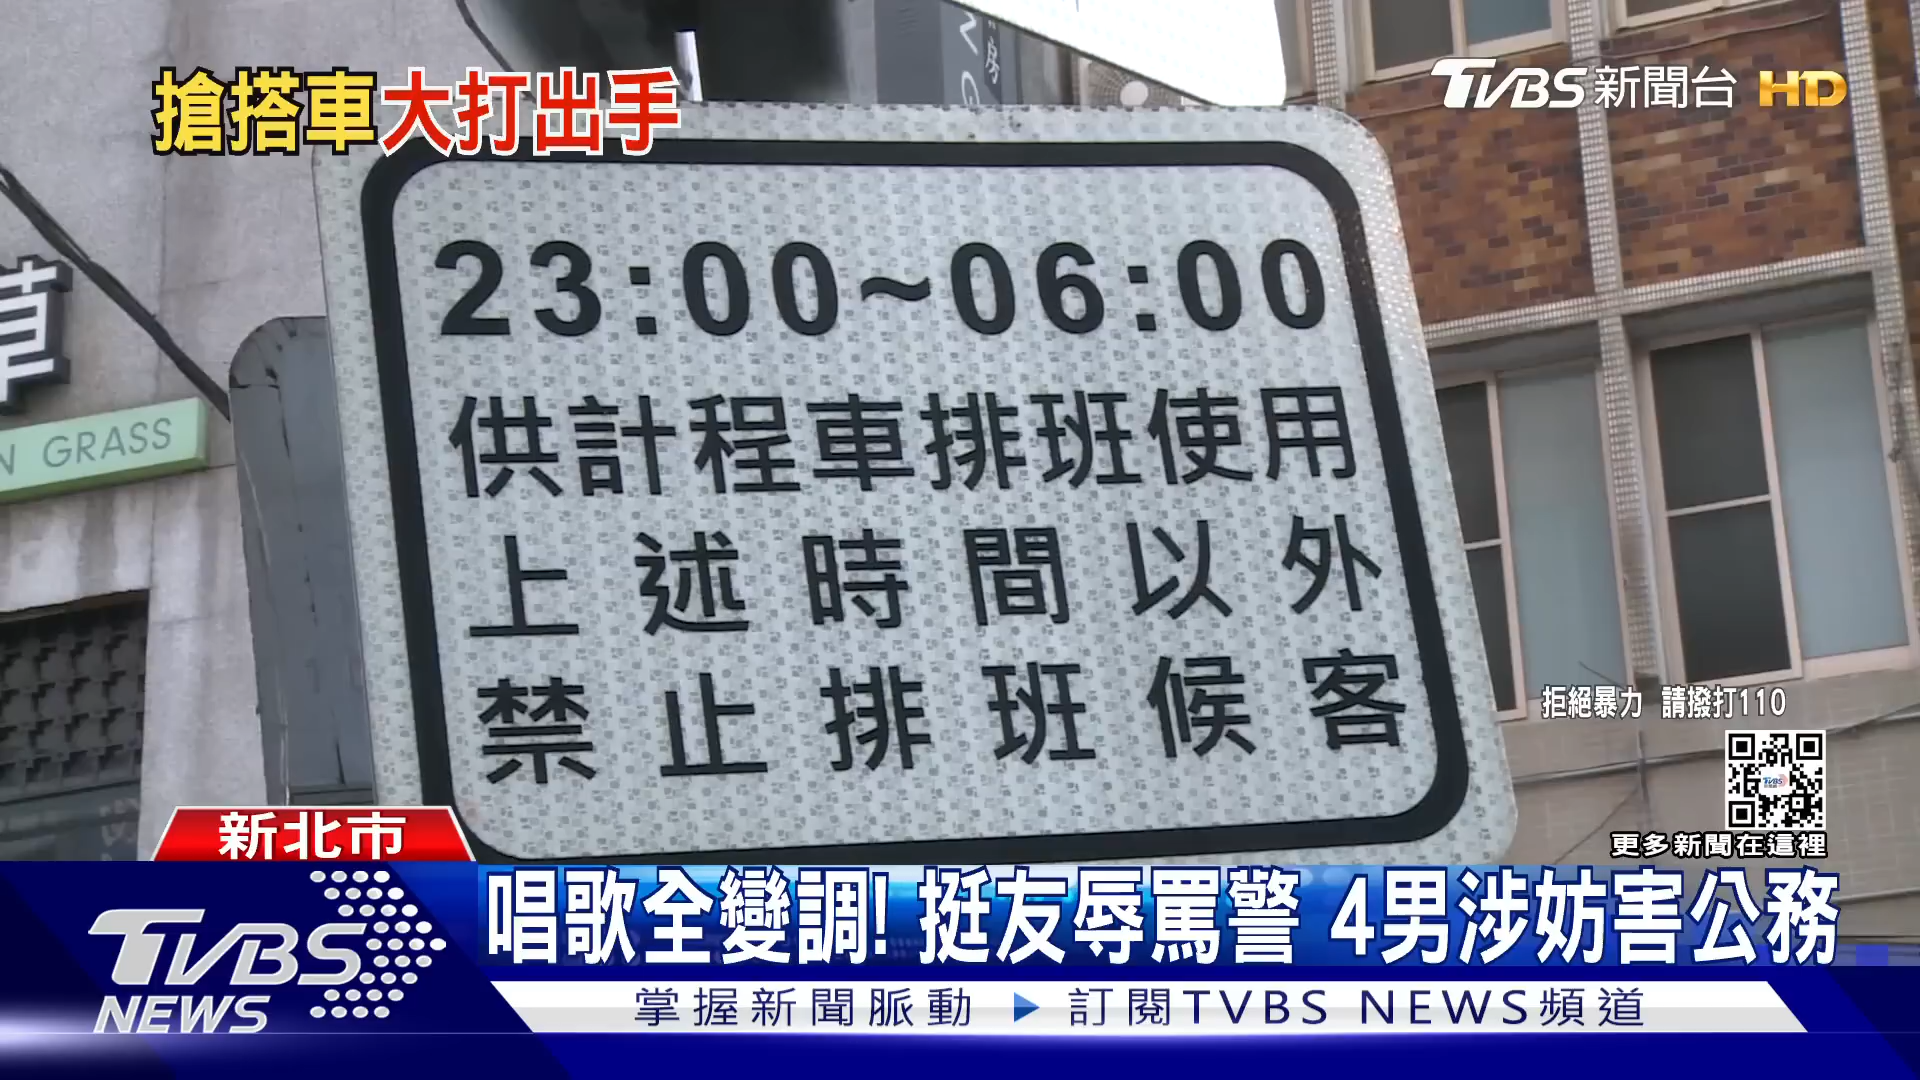 搶搭車大打出手
TVBS新聞台 HD
房
23:00~06:00
供計程車排班使用
上述時間以外
禁止排班候客
草
N GRASS
拒絕暴力 請撥打110
TVBS
更多新聞在這裡
新北市
唱歌全變調! 挺友辱罵警 4男涉妨害公務
TVBS NEWS
掌握新聞脈動 ▶ 訂閱TVBS NEWS頻道